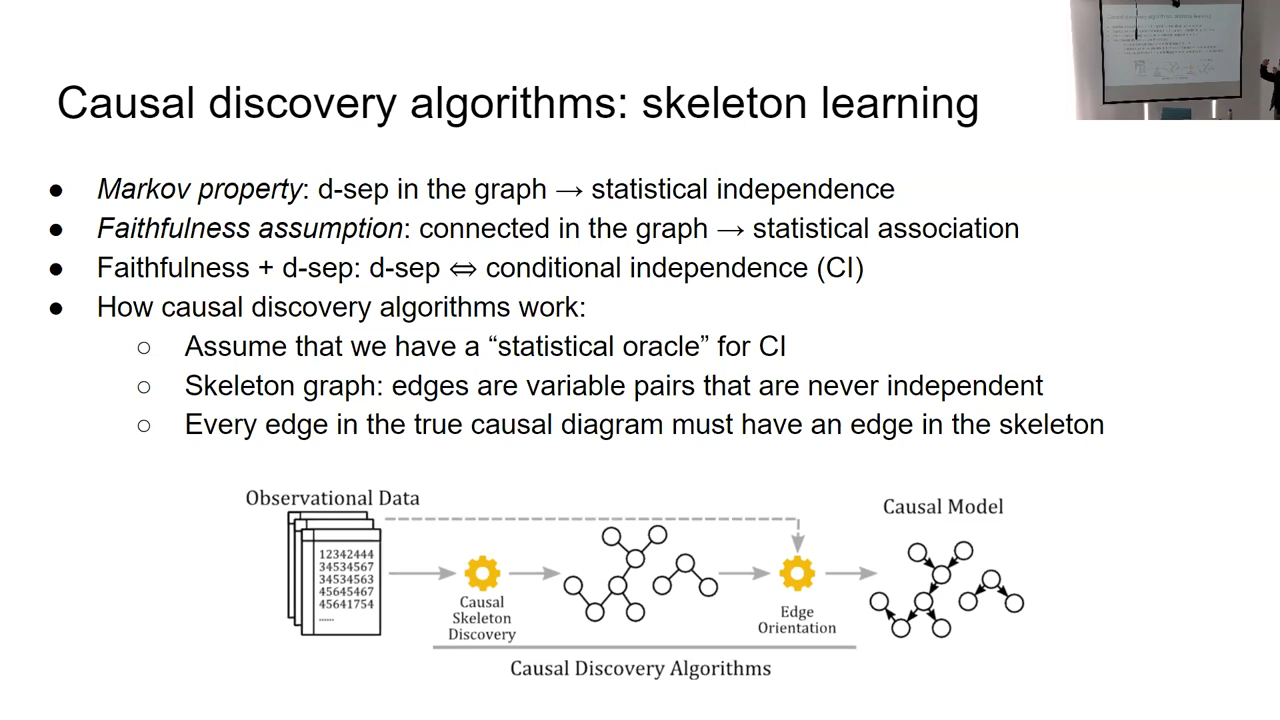 Causal discovery algorithms: skeleton learning
● Markov property: d-sep in the graph → statistical independence
● Faithfulness assumption: connected in the graph → statistical association
● Faithfulness + d-sep: d-sep ⇔ conditional independence (CI)
● How causal discovery algorithms work:
○ Assume that we have a “statistical oracle” for CI
○ Skeleton graph: edges are variable pairs that are never independent
○ Every edge in the true causal diagram must have an edge in the skeleton
Observational Data
12342444
34534567
34534563
45645467
45641754
......
Causal
Skeleton
Discovery
Edge
Orientation
Causal Model
Causal Discovery Algorithms